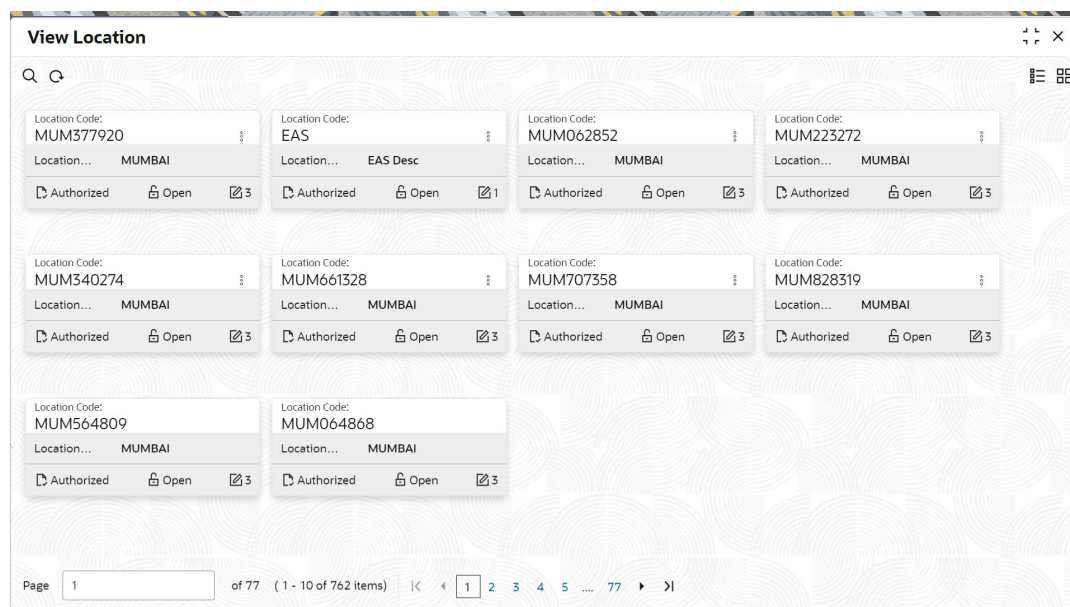 View Location
Location Code: Location Code: Location Code: Location Code:
MUM377920 EAS MUM062852 MUM223272
Location... MUMBAI Location... EAS Desc Location... MUMBAI Location... MUMBAI
Authorized Open 3 Authorized Open 1 Authorized Open 3 Authorized Open 3
Location Code: Location Code: Location Code: Location Code:
MUM340274 MUM661328 MUM707358 MUM828319
Location... MUMBAI Location... MUMBAI Location... MUMBAI Location... MUMBAI
Authorized Open 3 Authorized Open 3 Authorized Open 3 Authorized Open 3
Location Code: Location Code:
MUM564809 MUM064868
Location... MUMBAI Location... MUMBAI
Authorized Open 3 Authorized Open 3
Page 1 of 77 ( 1 - 10 of 762 items) 1 2 3 4 5 .... 77